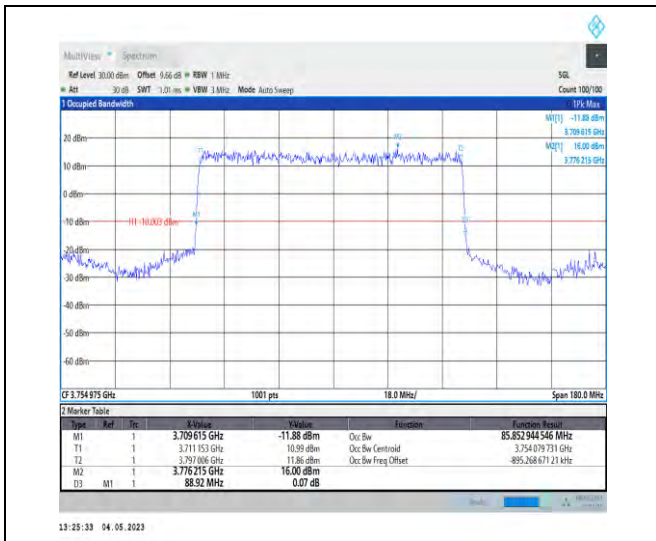 MultiView Spectrum
Ref Level 30.00 dBm Offset 9.66 dB RBW 1 MHz SGL
Att 30 dB SWT 1.01 ms VBW 3 MHz Mode Auto Sweep Count 100/100
1 Occupied Bandwidth 1Pk Max
M1[1] -11.88 dBm
3.709 615 GHz
M2[1] 16.00 dBm
3.776 215 GHz
20 dBm
M2
T1 T2
10 dBm
0 dBm
M1
-10 dBm H1 -10.003 dBm
-20 dBm
-30 dBm
-40 dBm
-50 dBm
-60 dBm
CF 3.754 975 GHz 1001 pts 18.0 MHz/ Span 180.0 MHz
2 Marker Table
Type Ref Trc X-Value Y-Value Function Function Result
M1 1 3.709 615 GHz -11.88 dBm Occ Bw 85.852 944 546 MHz
T1 1 3.711 153 GHz 10.99 dBm Occ Bw Centroid 3.754 079 731 GHz
T2 1 3.797 006 GHz 11.86 dBm Occ Bw Freq Offset -895.268 671 23 kHz
M2 1 3.776 215 GHz 16.00 dBm
D3 M1 1 88.92 MHz 0.07 dB
13:25:33 04.05.2023